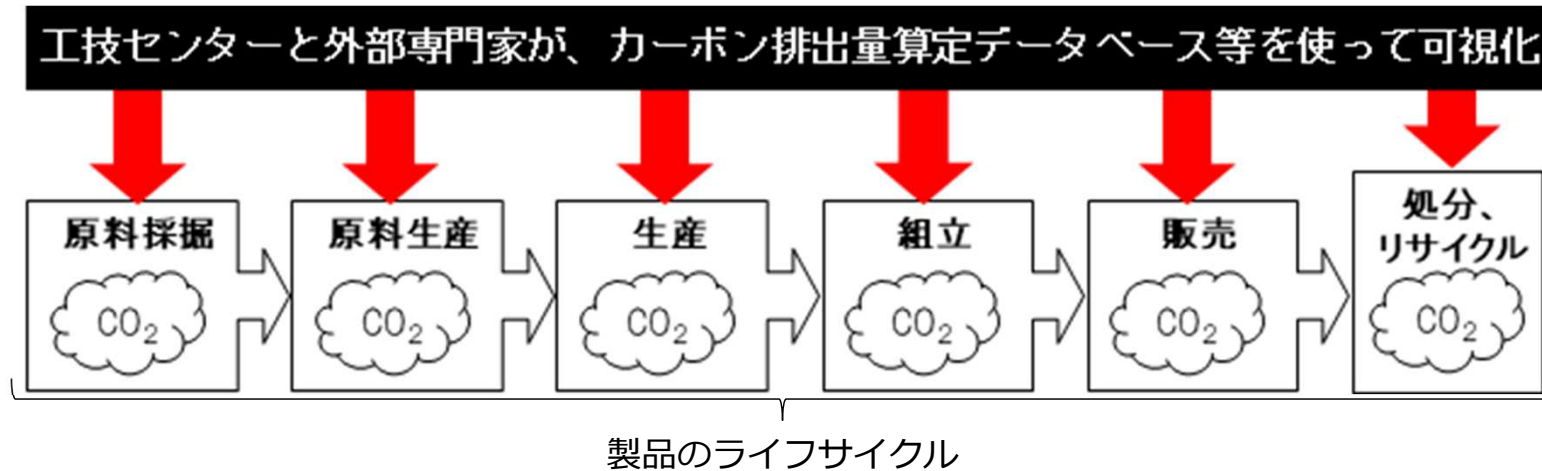 工技センターと外部専門家が、カーボン排出量算定データベース等を使って可視化
原料採掘
CO₂
原料生産
CO₂
生産
CO₂
組立
CO₂
販売
CO₂
処分、
リサイクル
CO₂
製品のライフサイクル